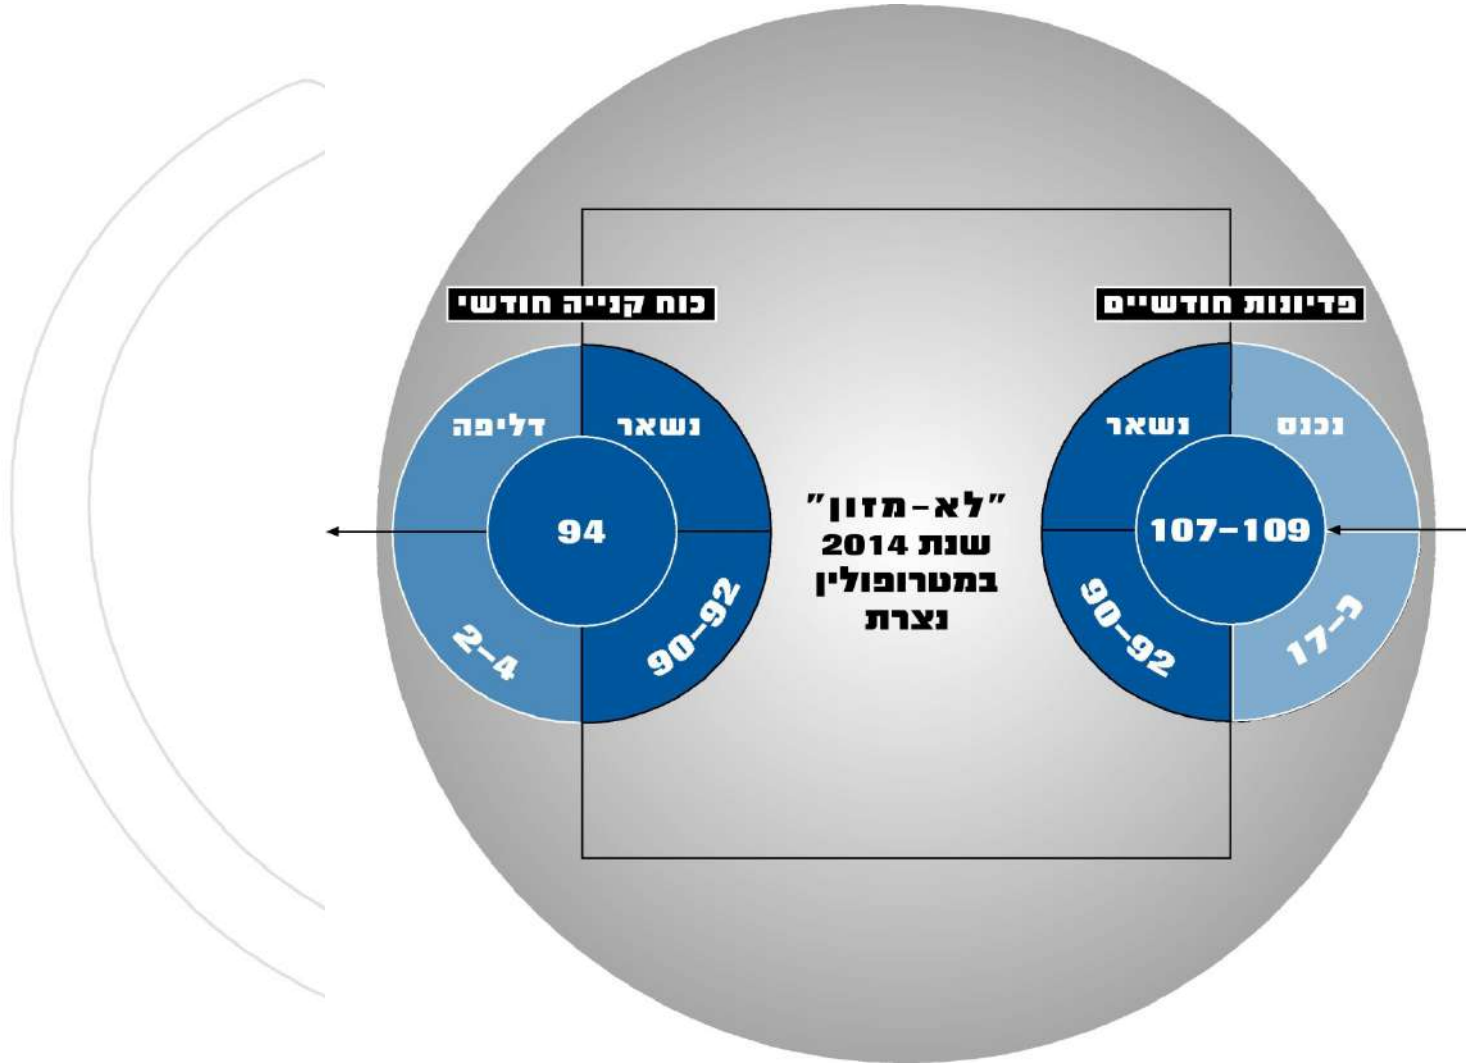 פדיונות חודשיים
נכנס
נשאר
107-109
כ-17
90-92
"לא-מזון"
שנת 2014
במטרופולין
נצרת
כוח קנייה חודשי
נשאר
דליפה
94
90-92
2-4